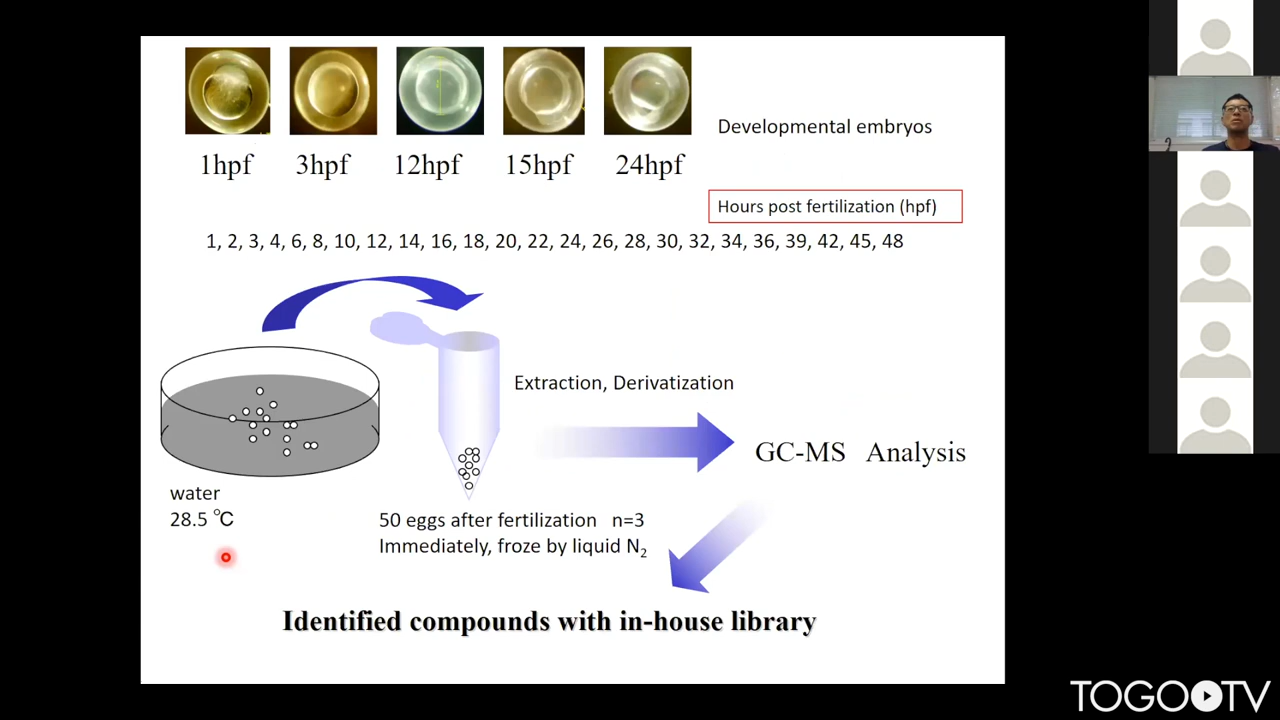 1hpf 3hpf 12hpf 15hpf 24hpf
Developmental embryos
Hours post fertilization (hpf)
1, 2, 3, 4, 6, 8, 10, 12, 14, 16, 18, 20, 22, 24, 26, 28, 30, 32, 34, 36, 39, 42, 45, 48
Extraction, Derivatization
GC-MS Analysis
water
28.5 ℃
50 eggs after fertilization n=3
Immediately, froze by liquid N₂
Identified compounds with in-house library
TOGO TV